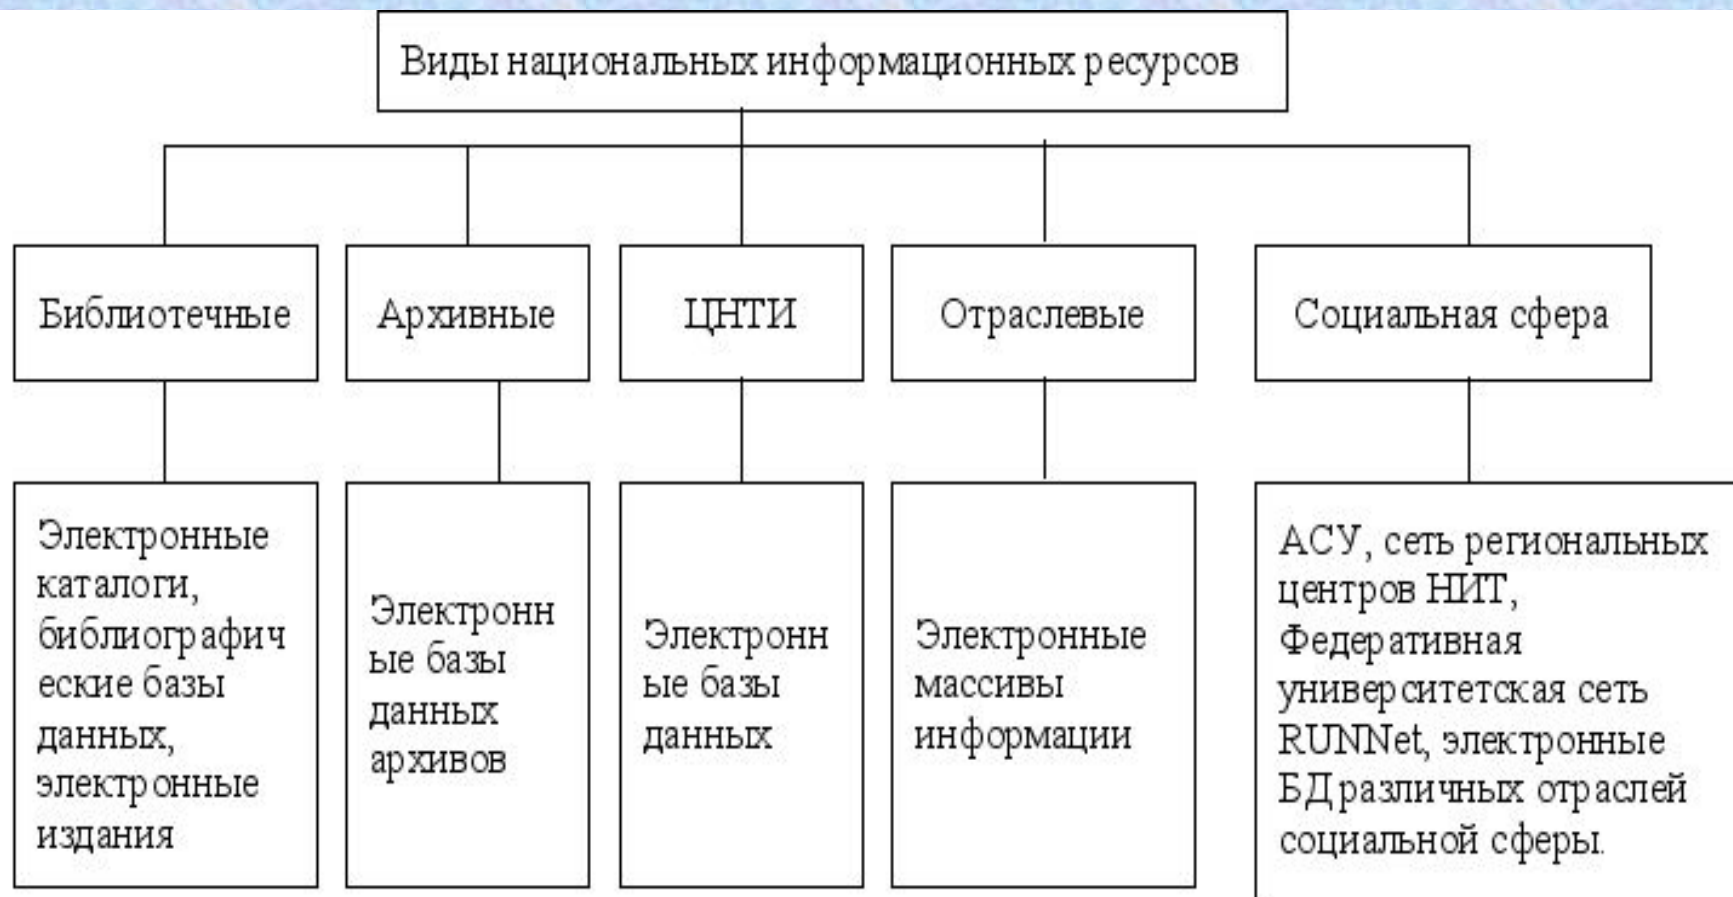 Виды национальных информационных ресурсов
Библиотечные
Архивные
ЦНТИ
Отраслевые
Социальная сфера
Электронные
каталоги,
библиографич
еские базы
данных,
электронные
издания
Электронн
ые базы
данных
архивов
Электронн
ые базы
данных
Электронные
массивы
информации
АСУ, сеть региональных
центров НИТ,
Федеративная
университетская сеть
RUNNet, электронные
БД различных отраслей
социальной сферы.